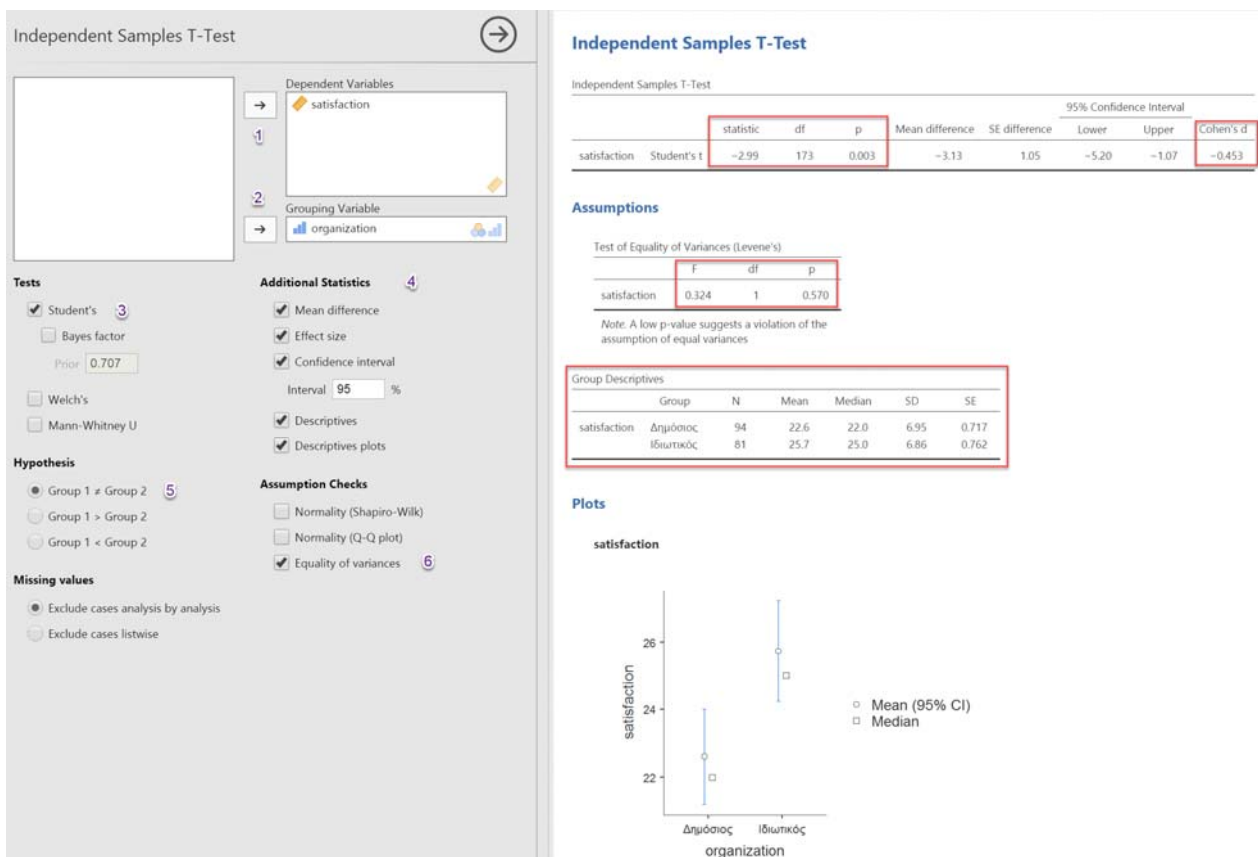 Independent Samples T-Test
Dependent Variables
→ satisfaction
1
2
Grouping Variable
→ organization
Tests
Student's 3
Bayes factor
Prior 0.707
Welch's
Mann-Whitney U
Hypothesis
Group 1 ≠ Group 2 5
Group 1 > Group 2
Group 1 < Group 2
Missing values
Exclude cases analysis by analysis
Exclude cases listwise
Additional Statistics 4
Mean difference
Effect size
Confidence interval
Interval 95 %
Descriptives
Descriptives plots
Assumption Checks
Normality (Shapiro-Wilk)
Normality (Q-Q plot)
Equality of variances 6
Independent Samples T-Test
Independent Samples T-Test
95% Confidence Interval
statistic df p Mean difference SE difference Lower Upper Cohen's d
satisfaction Student's t −2.99 173 0.003 −3.13 1.05 −5.20 −1.07 −0.453
Assumptions
Test of Equality of Variances (Levene's)
F df p
satisfaction 0.324 1 0.570
Note. A low p-value suggests a violation of the
assumption of equal variances
Group Descriptives
Group N Mean Median SD SE
satisfaction Δημόσιος 94 22.6 22.0 6.95 0.717
Ιδιωτικός 81 25.7 25.0 6.86 0.762
Plots
satisfaction
26
24
22
satisfaction
Mean (95% CI)
Median
Δημόσιος Ιδιωτικός
organization